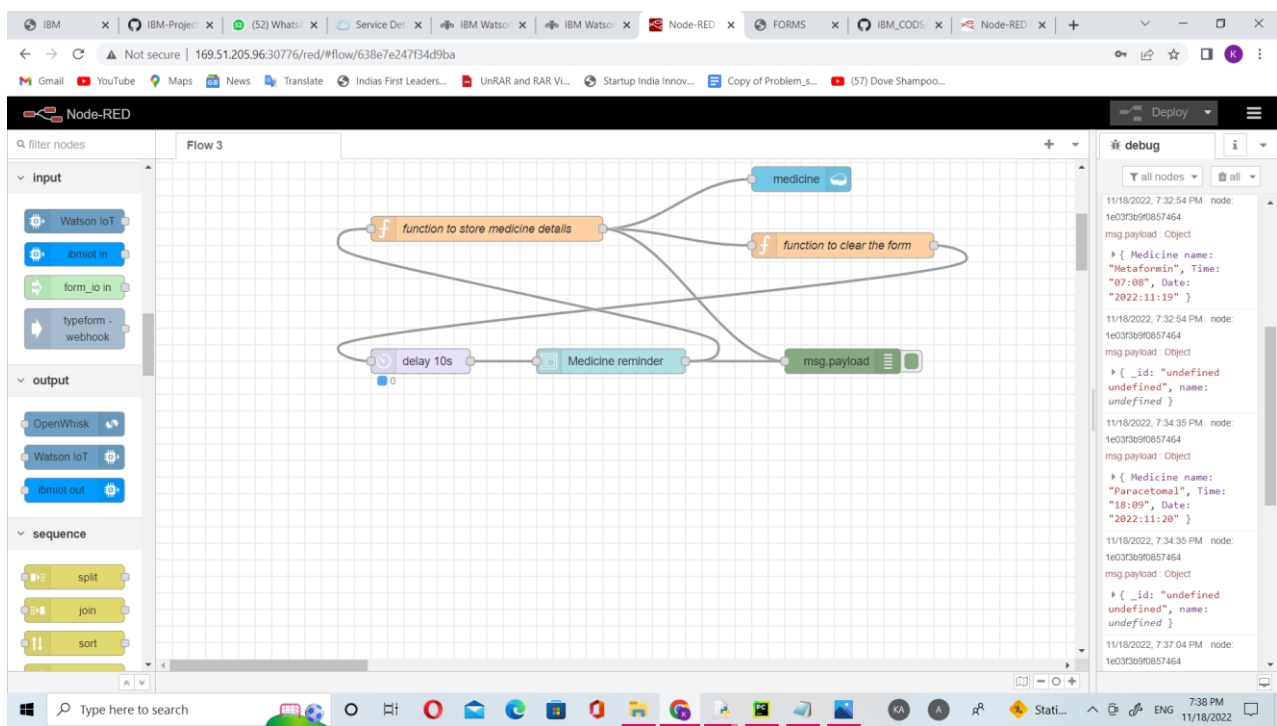 IBM
IBM-Project
(52) WhatsA
Service Det
IBM Watson
IBM Watson
Node-RED
FORMS
IBM_CODS
Node-RED
Not secure | 169.51.205.96:30776/red/#flow/638e7e247f34d9ba
K
Gmail YouTube Maps News Translate Indias First Leaders... UnRAR and RAR Vi... Startup India Innov... Copy of Problem_s... (57) Dove Shampoo...
Node-RED
Deploy
filter nodes
Flow 3
debug
i
all nodes
all
input
Watson IoT
ibmiot in
form_io in
typeform -
webhook
output
OpenWhisk
Watson IoT
ibmiot out
sequence
split
join
sort
medicine
function to store medicine details
function to clear the form
delay 10s
0
Medicine reminder
msg.payload
11/18/2022, 7:32:54 PM node:
1e03f3b9f0857464
msg.payload : Object
{ Medicine name:
"Metaformin", Time:
"07:08", Date:
"2022:11:19" }
11/18/2022, 7:32:54 PM node:
1e03f3b9f0857464
msg.payload : Object
{ _id: "undefined
undefined", name:
undefined }
11/18/2022, 7:34:35 PM node:
1e03f3b9f0857464
msg.payload : Object
{ Medicine name:
"Paracetomal", Time:
"18:09", Date:
"2022:11:20" }
11/18/2022, 7:34:35 PM node:
1e03f3b9f0857464
msg.payload : Object
{ _id: "undefined
undefined", name:
undefined }
11/18/2022, 7:37:04 PM node:
1e03f3b9f0857464
Type here to search
KA
A
Stati...
ENG
7:38 PM
11/18/2022